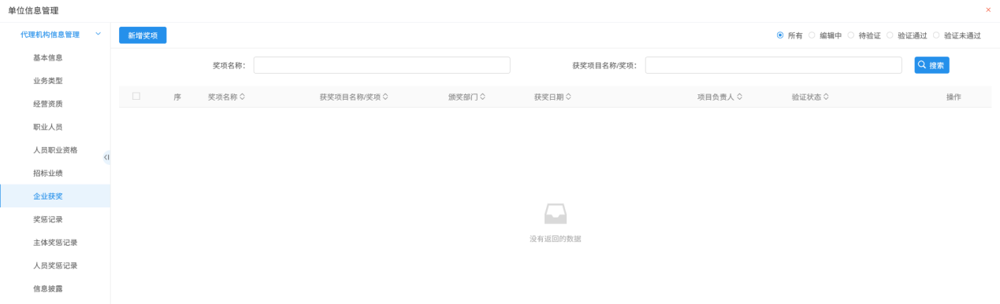 单位信息管理
代理机构信息管理
新增奖项
所有 编辑中 待验证 验证通过 验证未通过
基本信息
奖项名称: 获奖项目名称/奖项: 搜索
业务类型
序 奖项名称 获奖项目名称/奖项 颁奖部门 获奖日期 项目负责人 验证状态 操作
经营资质
职业人员
人员职业资格
招标业绩
企业获奖
奖惩记录
主体奖惩记录
人员奖惩记录
信息披露
没有返回的数据